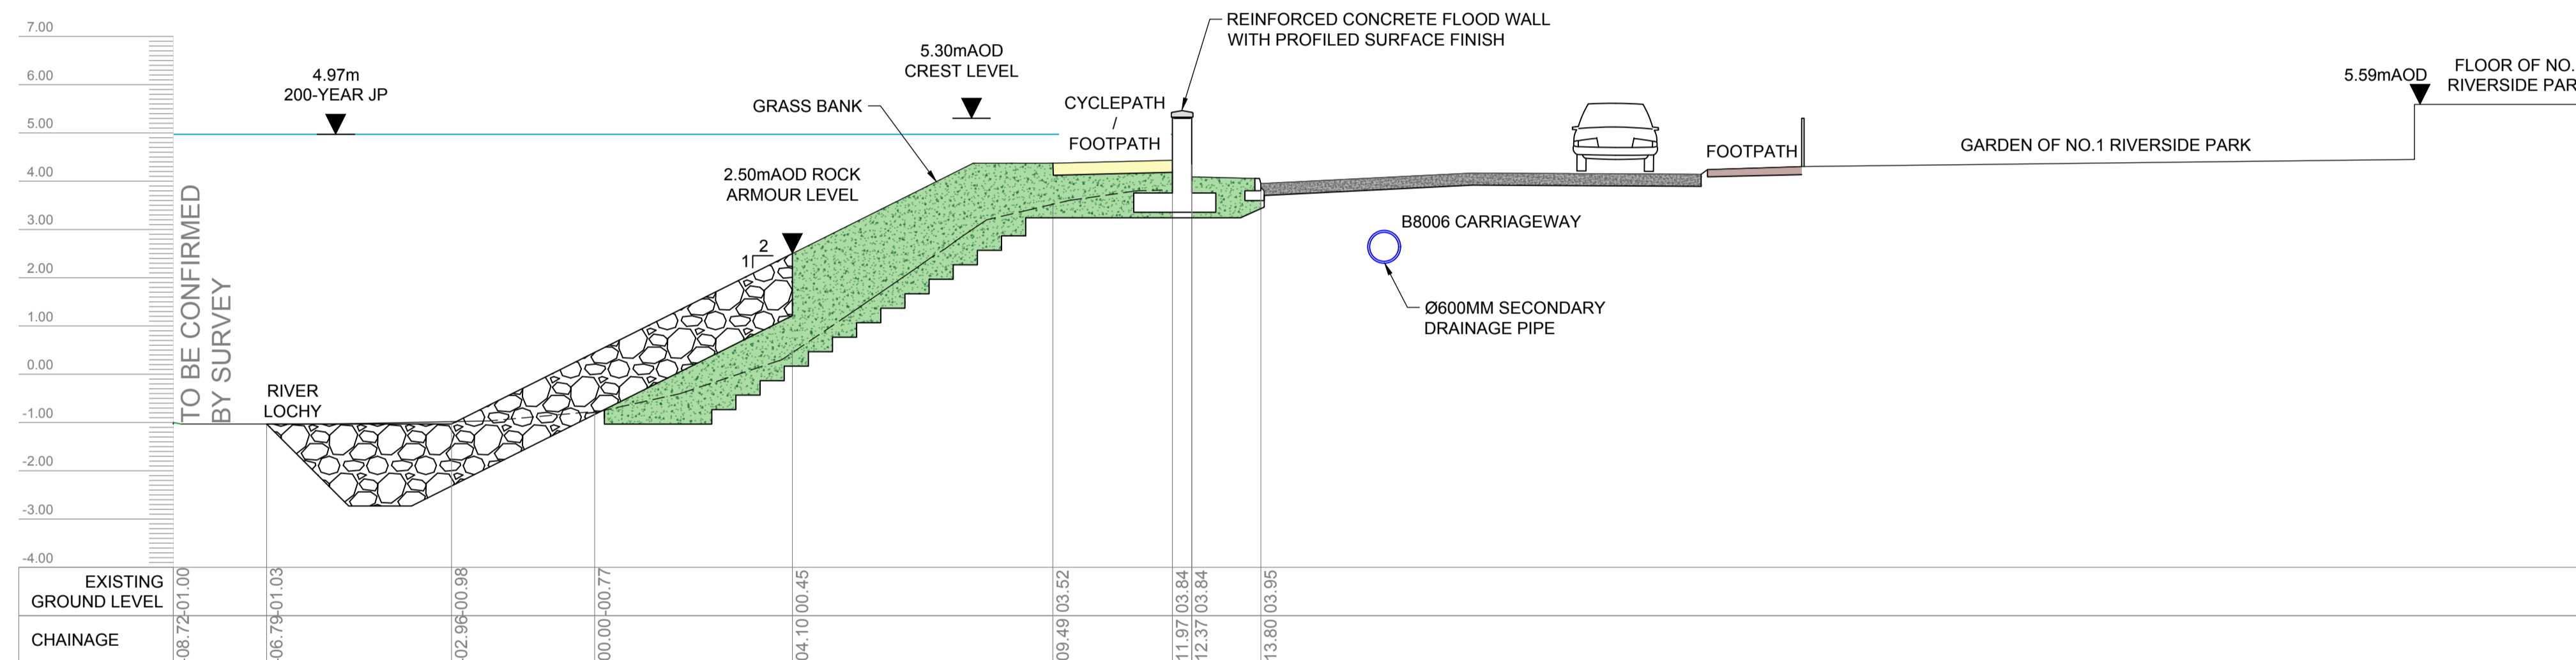 7.00
6.00
5.00
4.00
3.00
2.00
1.00
0.00
-1.00
-2.00
-3.00
-4.00
4.97m
200-YEAR JP
TO BE CONFIRMED
BY SURVEY
RIVER
LOCHY
GRASS BANK
2.50mAOD ROCK
ARMOUR LEVEL
2
1
5.30mAOD
CREST LEVEL
CYCLEPATH
/
FOOTPATH
REINFORCED CONCRETE FLOOD WALL
WITH PROFILED SURFACE FINISH
B8006 CARRIAGEWAY
Ø600MM SECONDARY
DRAINAGE PIPE
FOOTPATH
GARDEN OF NO.1 RIVERSIDE PARK
5.59mAOD
FLOOR OF NO.
RIVERSIDE PAR
EXISTING
GROUND LEVEL
-01.00
-01.03
-00.98
-00.77
00.45
03.52
03.84
03.84
03.95
CHAINAGE
-08.72
-06.79
-02.96
00.00
04.10
09.49
11.97
12.37
13.80